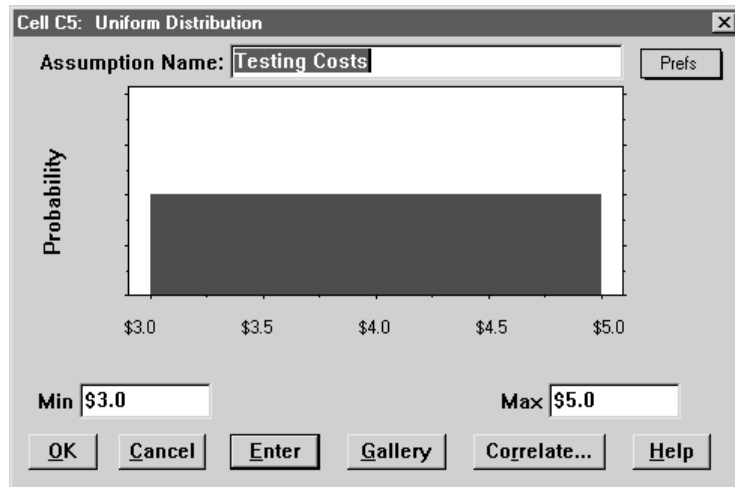 Cell C5: Uniform Distribution
Assumption Name: Testing Costs
Prefs
Probability
$3.0 $3.5 $4.0 $4.5 $5.0
Min $3.0 Max $5.0
OK Cancel Enter Gallery Correlate... Help